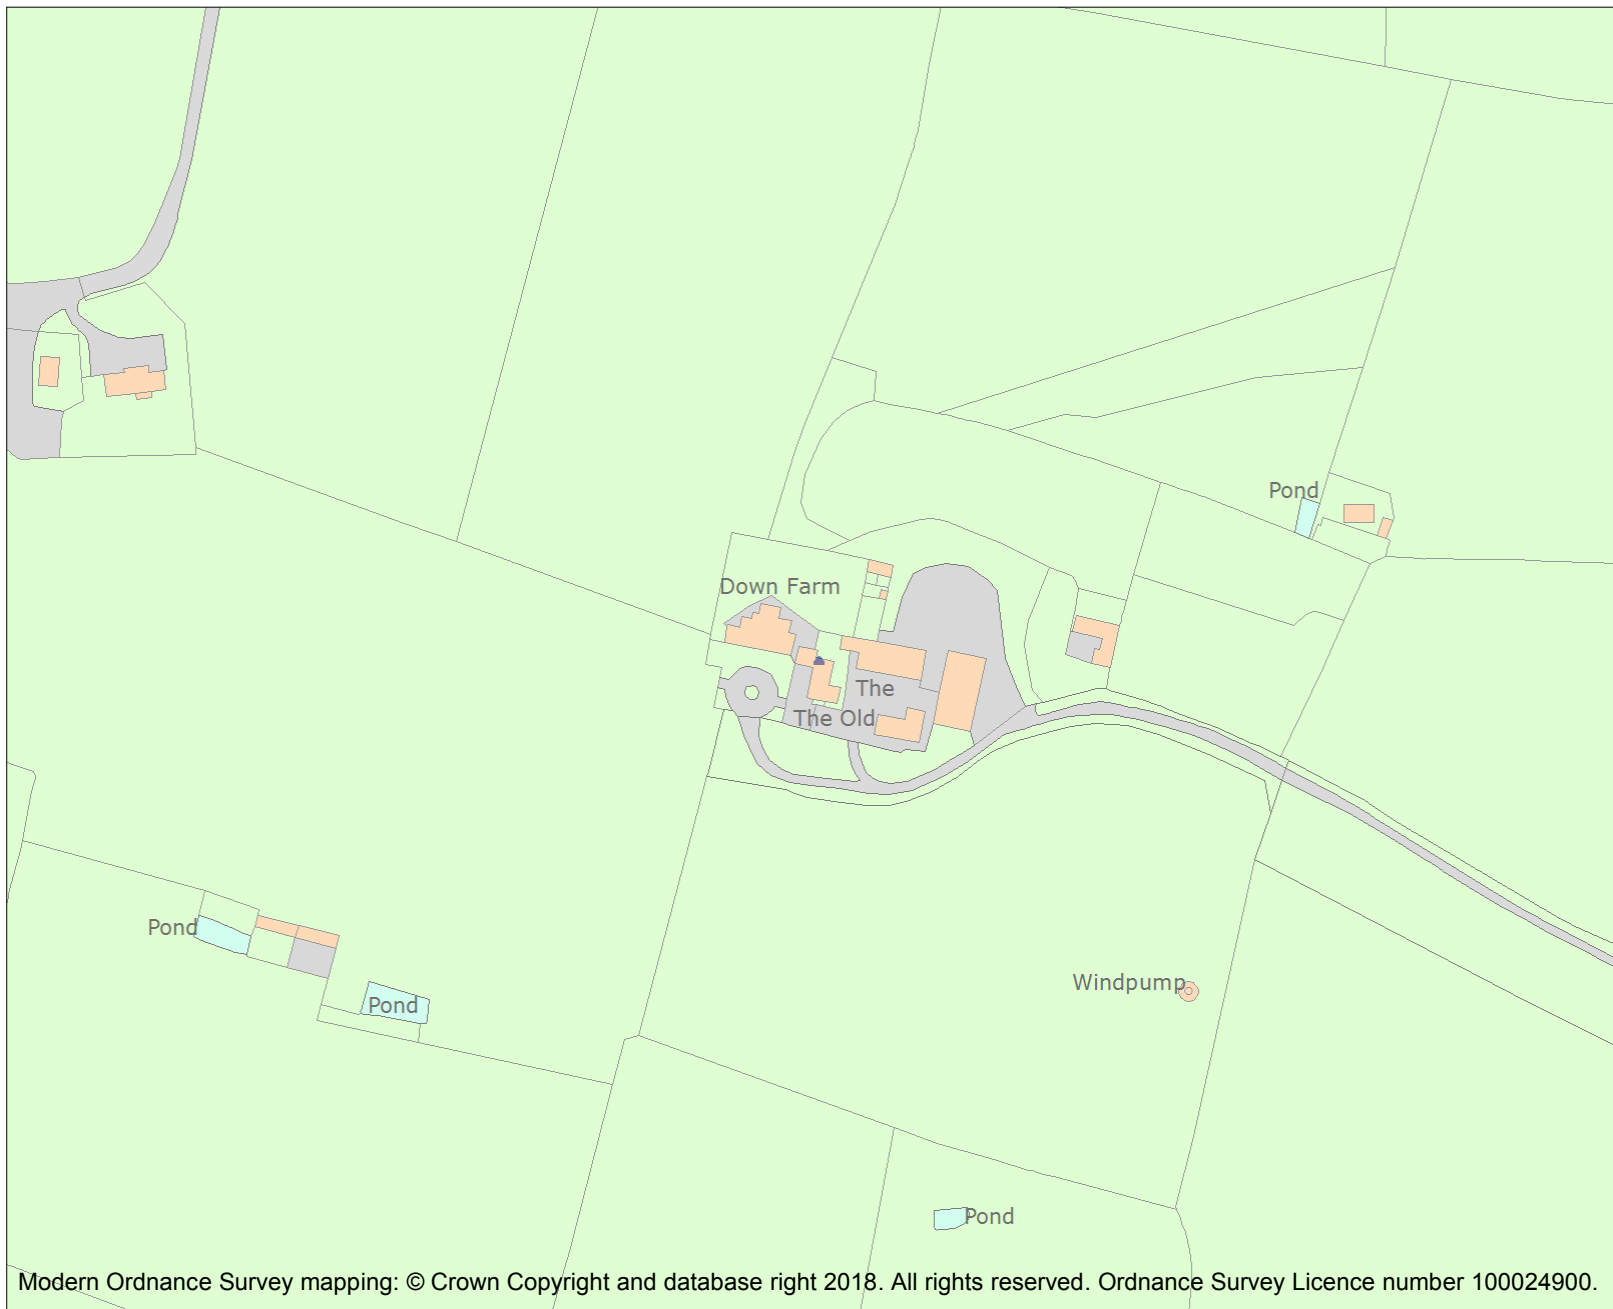 Pond
Down Farm
The
The Old
Pond
Windpump
Pond
Pond
Modern Ordnance Survey mapping: © Crown Copyright and database right 2018. All rights reserved. Ordnance Survey Licence number 100024900.